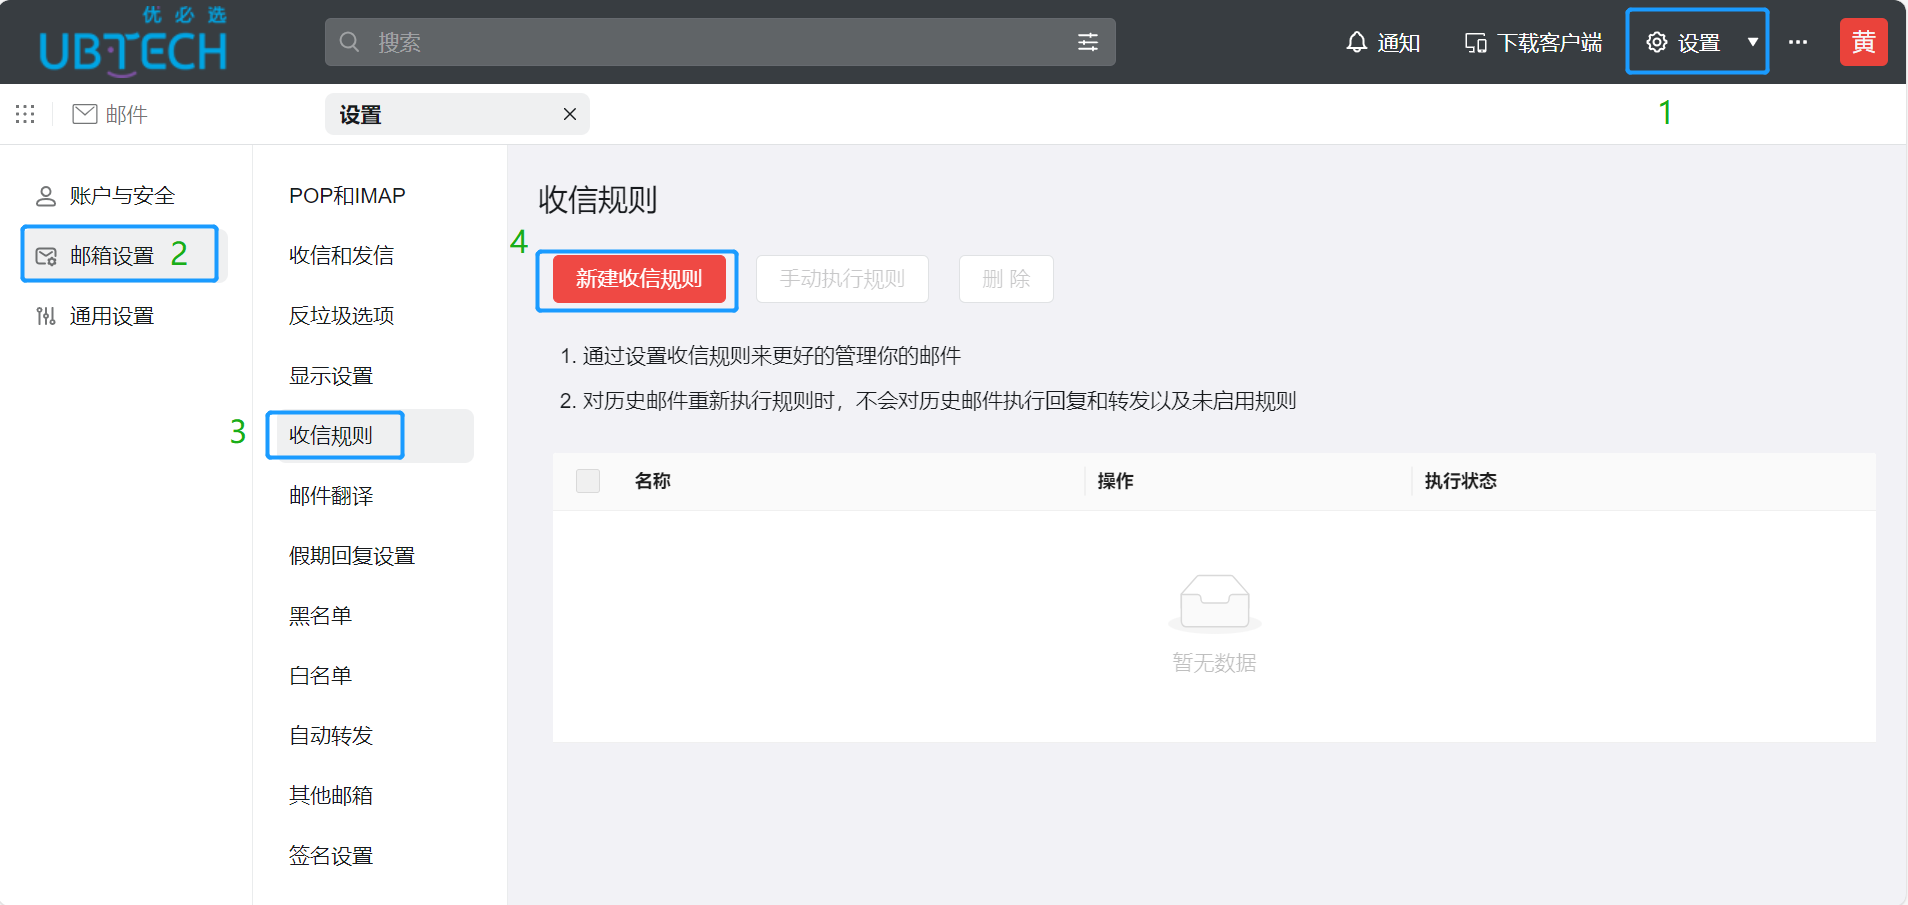 优必选
UBTECH
搜索
通知
下载客户端
设置
黄
邮件
设置
1
账户与安全
邮箱设置 2
通用设置
POP和IMAP
收信和发信
反垃圾选项
显示设置
3
收信规则
邮件翻译
假期回复设置
黑名单
白名单
自动转发
其他邮箱
签名设置
收信规则
4
新建收信规则
手动执行规则
删 除
1. 通过设置收信规则来更好的管理你的邮件
2. 对历史邮件重新执行规则时，不会对历史邮件执行回复和转发以及未启用规则
名称
操作
执行状态
暂无数据